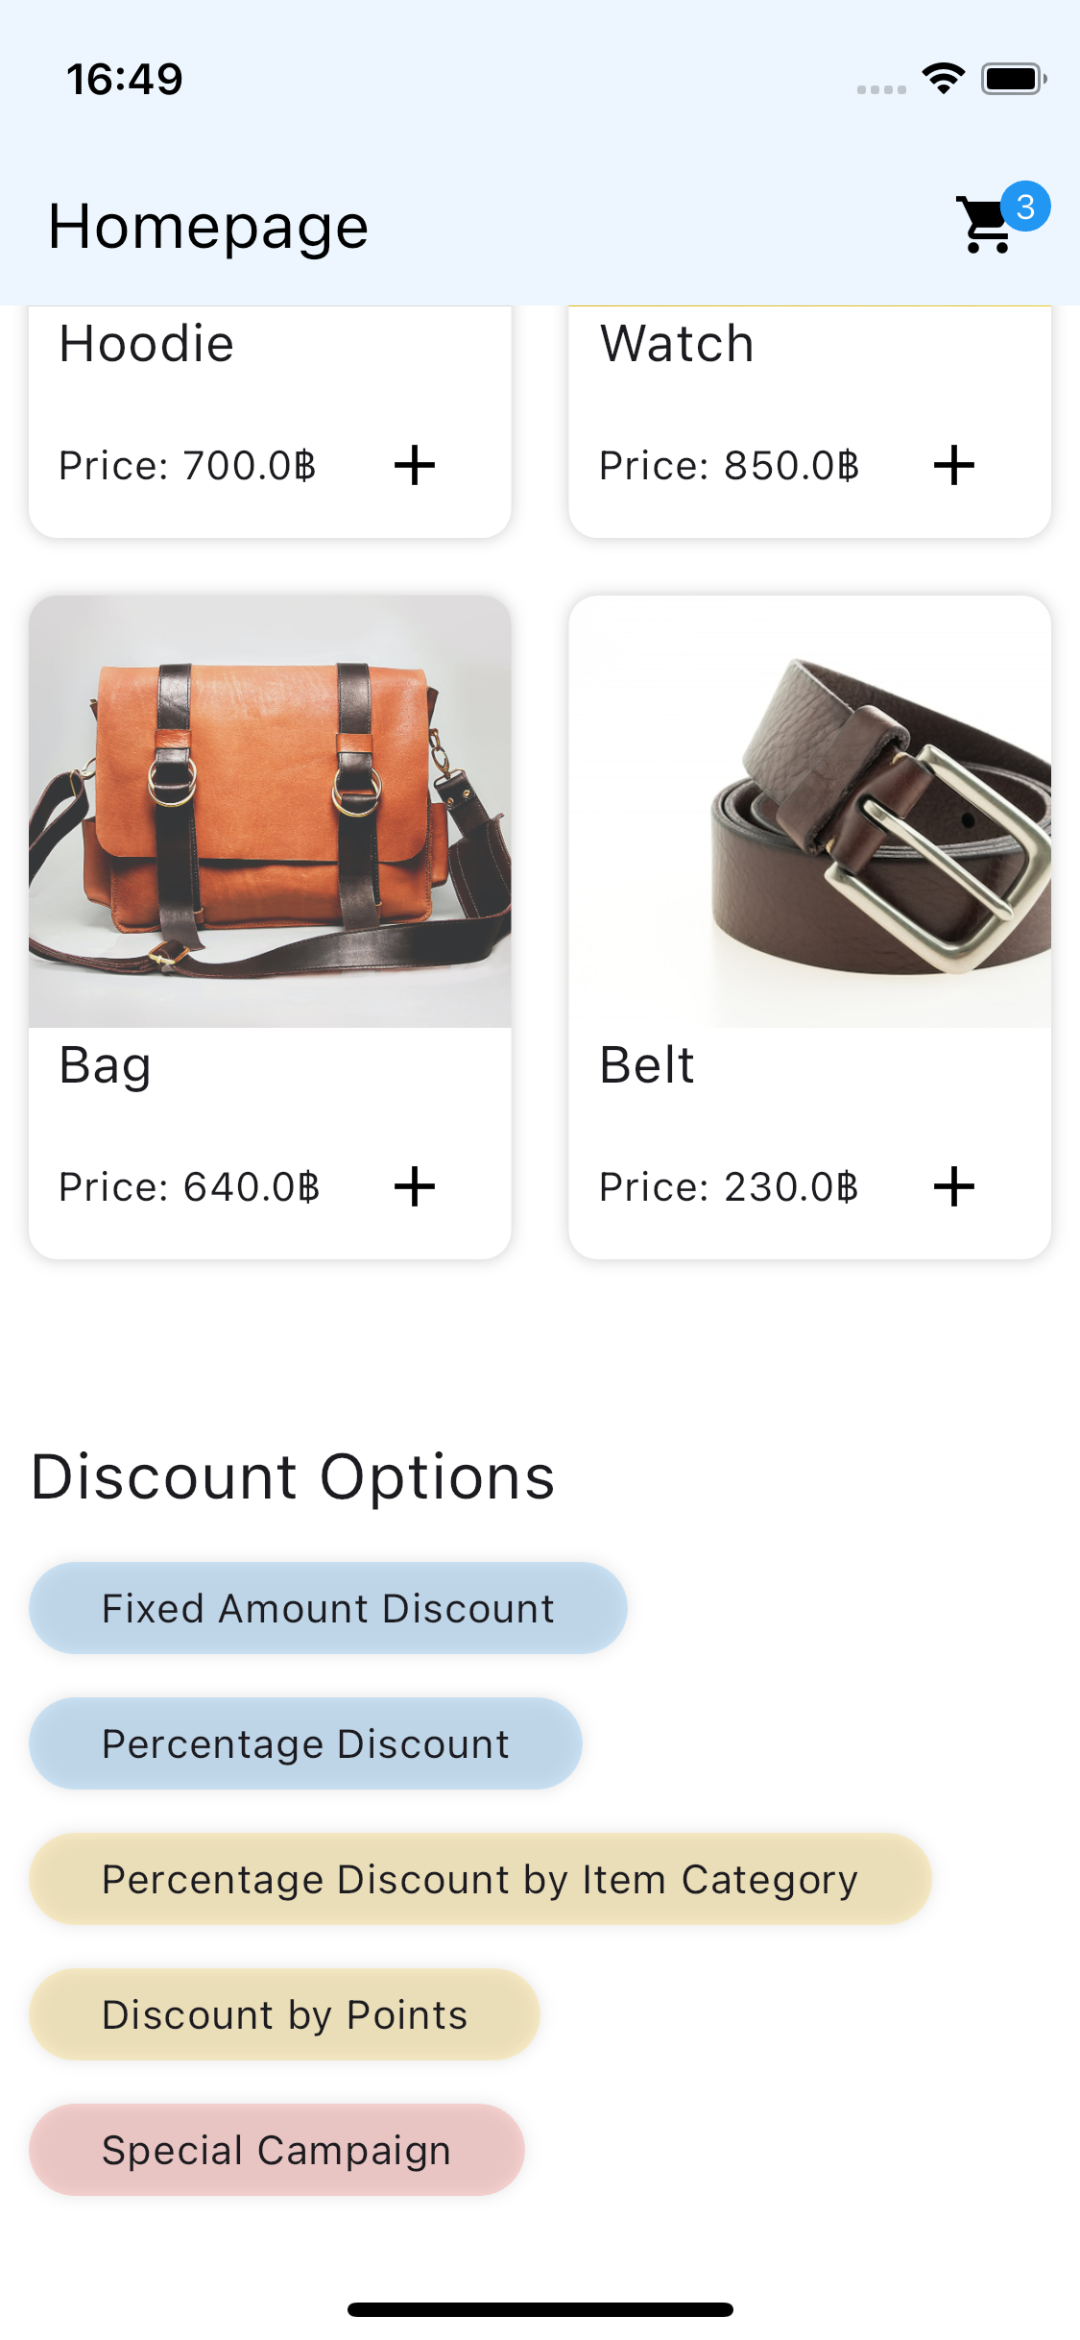 16:49
Homepage
3
Hoodie
Watch
Price: 700.0฿
Price: 850.0฿
Bag
Belt
Price: 640.0฿
Price: 230.0฿
Discount Options
Fixed Amount Discount
Percentage Discount
Percentage Discount by Item Category
Discount by Points
Special Campaign